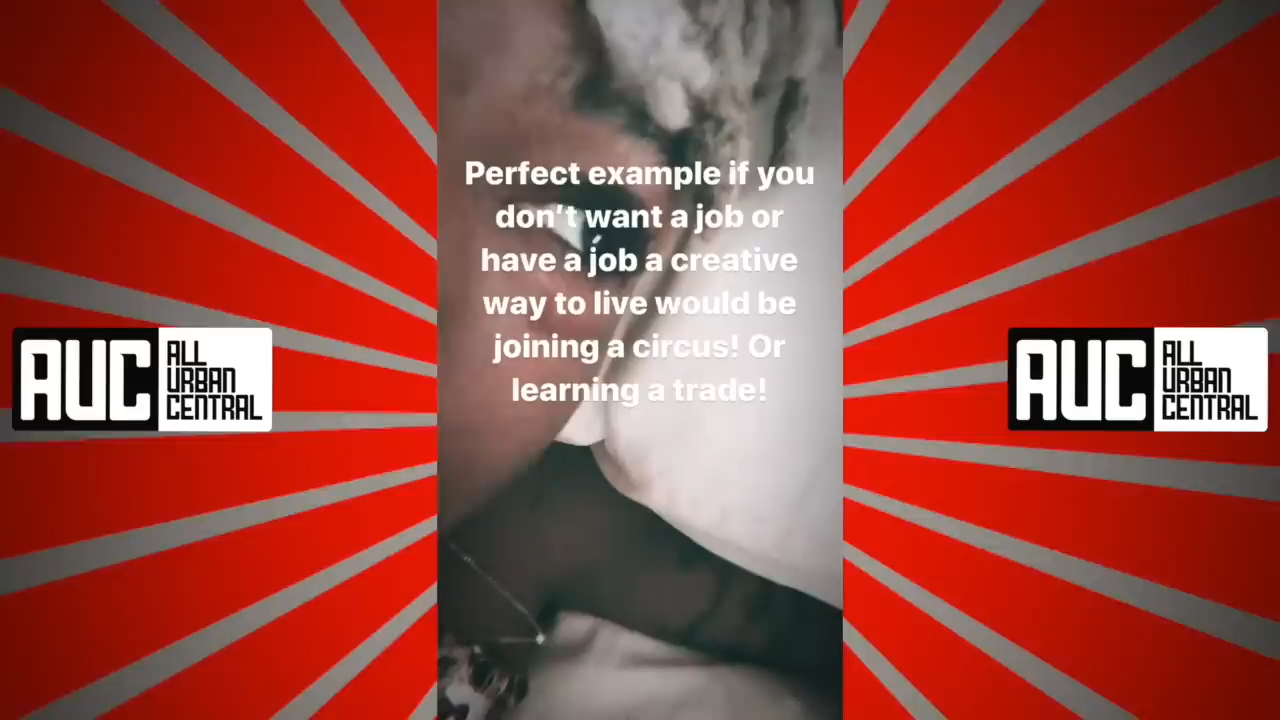 Perfect example if you
don't want a job or
have a job a creative
way to live would be
joining a circus! Or
learning a trade!
AUC
ALL
URBAN
CENTRAL
AUC
ALL
URBAN
CENTRAL